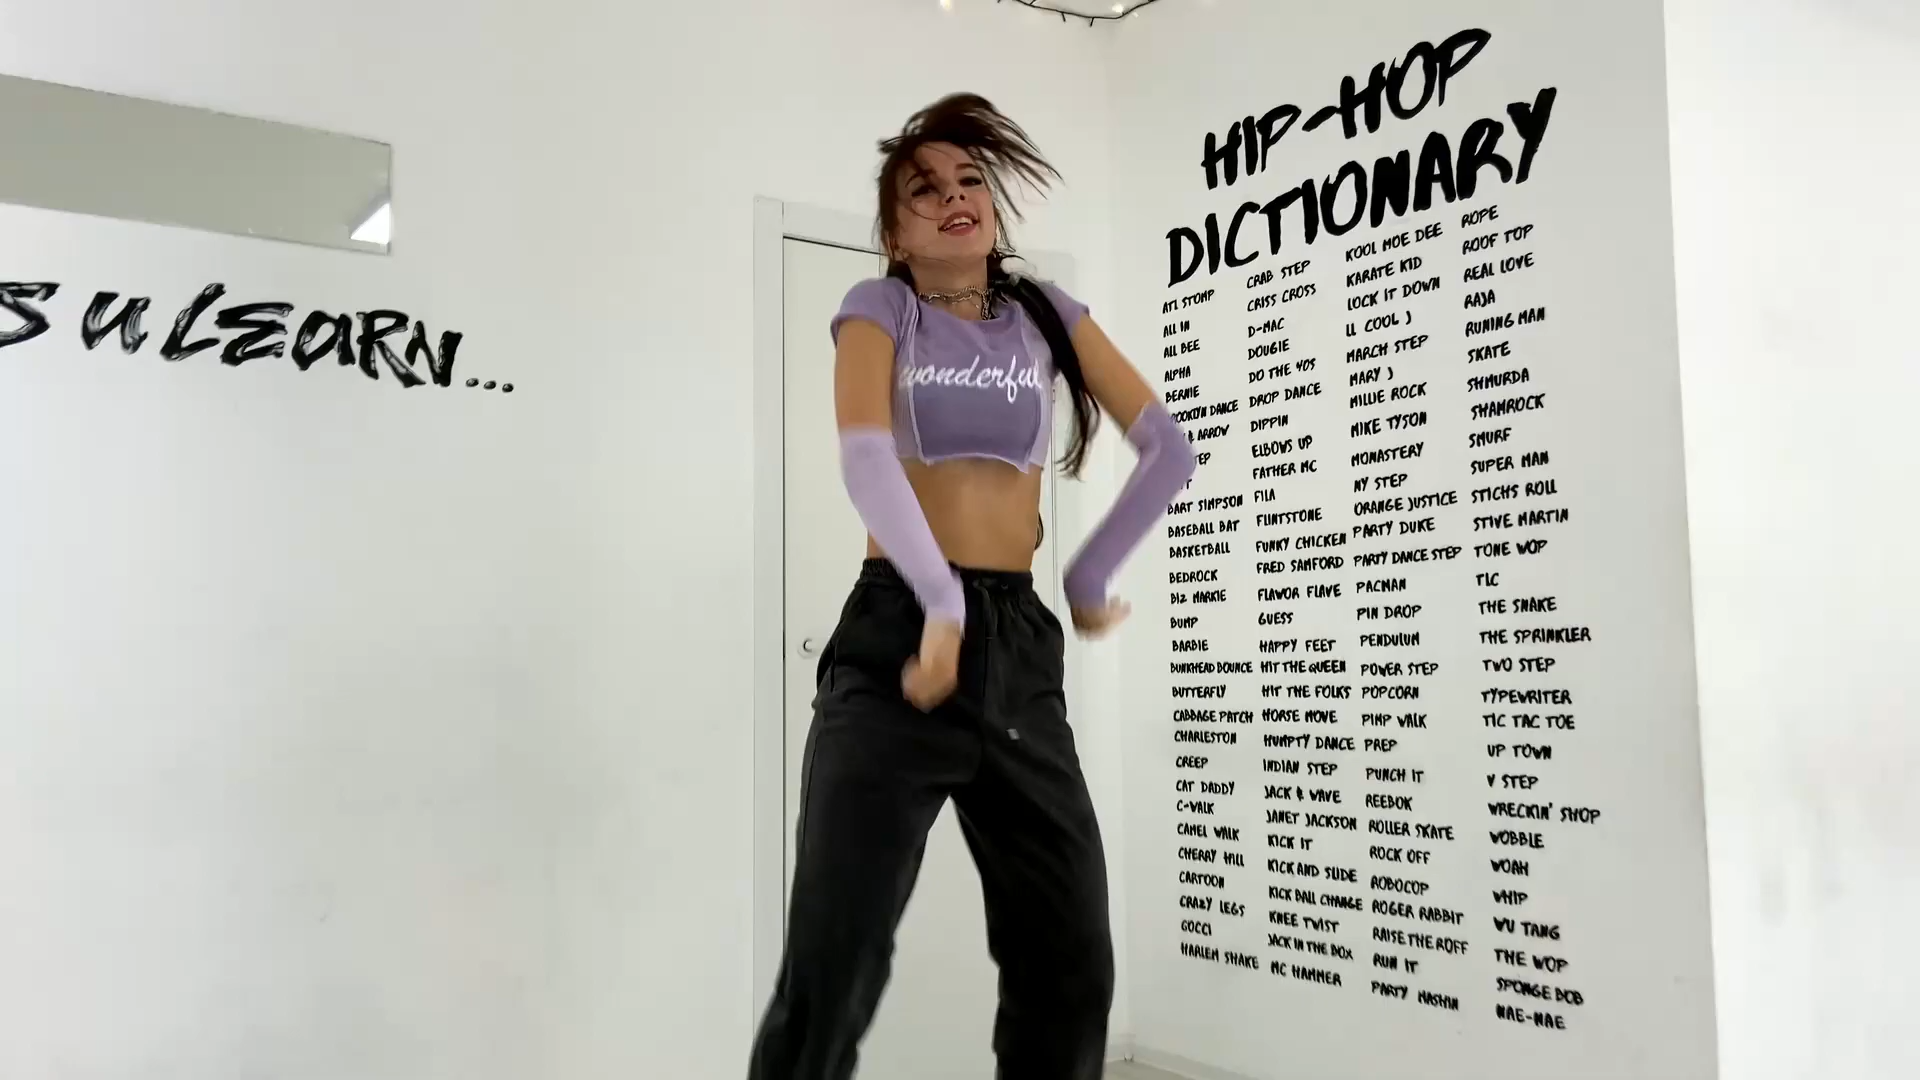 S U LEARN...
wonderful
HIP-HOP
DICTIONARY
ATL STOMP
ALL IN
ALL BEE
ALPHA
BERNIE
DANCE
& ARROW
BART SIMPSON
BASEBALL BAT
BASKETBALL
BEDROCK
BIZ MARKIE
BUMP
BARBIE
BUNKHEAD BOUNCE
BUTTERFLY
CABBAGE PATCH
CHARLESTON
CREEP
CAT DADDY
C-WALK
CAMEL WALK
CHERRY HILL
CARTOON
CRAZY LEGS
GOCCI
HARLEM SHAKE
CRAB STEP
CRISS CROSS
D-MAC
DOUGIE
DO THE 40S
DROP DANCE
DIPPIN
ELBOWS UP
FATHER MC
FILA
FLINTSTONE
FUNKY CHICKEN
FRED SAMFORD
FLAWOR FLAVE
GUESS
HAPPY FEET
HIT THE QUEEN
HIT THE FOLKS
HORSE MOVE
HUMPTY DANCE
INDIAN STEP
JACK & WAVE
JANET JACKSON
KICK IT
KICK AND SLIDE
KICK BALL CHANGE
KNEE TWIST
JACK IN THE BOX
MC HAMMER
KOOL MOE DEE
KARATE KID
LOCK IT DOWN
LL COOL J
MARCH STEP
MARY J
MILLIE ROCK
MIKE TYSON
MONASTERY
NY STEP
ORANGE JUSTICE
PARTY DUKE
PARTY DANCE STEP
PACMAN
PIN DROP
PENDULUM
POWER STEP
POPCORN
PIMP WALK
PREP
PUNCH IT
REEBOK
ROLLER SKATE
ROCK OFF
ROBOCOP
ROGER RABBIT
RAISE THE ROFF
RUN IT
PARTY MASHIN
ROPE
ROOF TOP
REAL LOVE
RAJA
RUNING MAN
SKATE
SHMURDA
SHAMROCK
SMURF
SUPER MAN
STICHS ROLL
STIVE MARTIN
TONE WOP
TLC
THE SNAKE
THE SPRINKLER
TWO STEP
TYPEWRITER
TIC TAC TOE
UP TOWN
V STEP
WRECKIN' SHOP
WOBBLE
WOAH
WHIP
WU TANG
THE WOP
SPONGE BOB
NAE-NAE